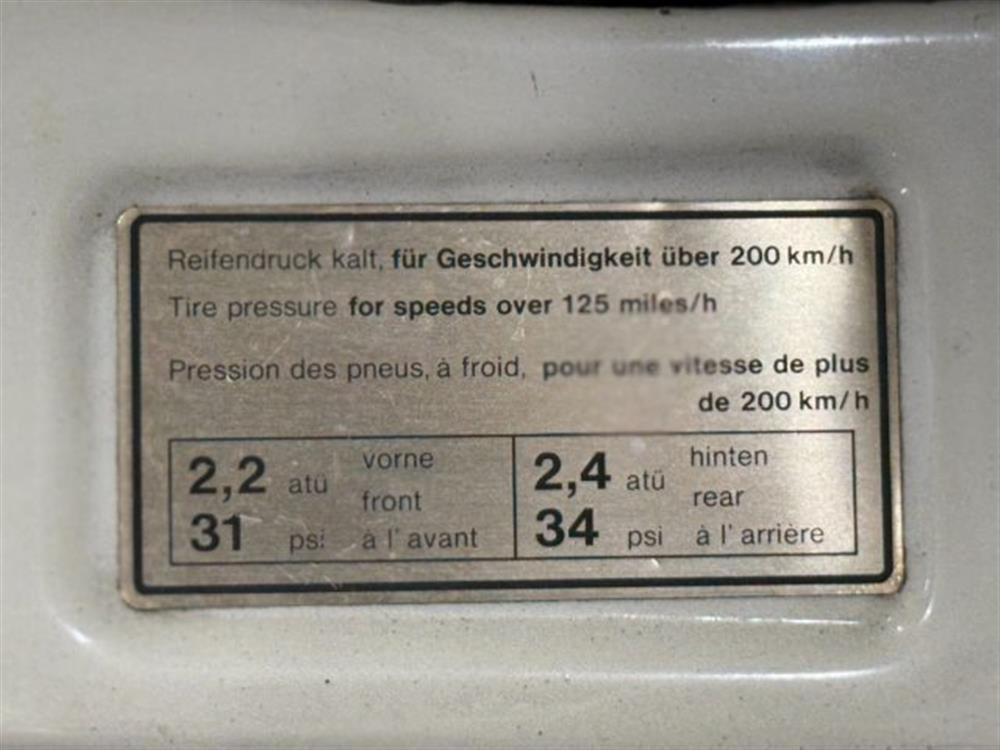 Reifendruck kalt, für Geschwindigkeit über 200 km/h
Tire pressure for speeds over 125 miles/h
Pression des pneus, à froid, pour une vitesse de plus
de 200 km/h
2,2 atü vorne
front
31 psi à l'avant
2,4 atü hinten
rear
34 psi à l'arrière